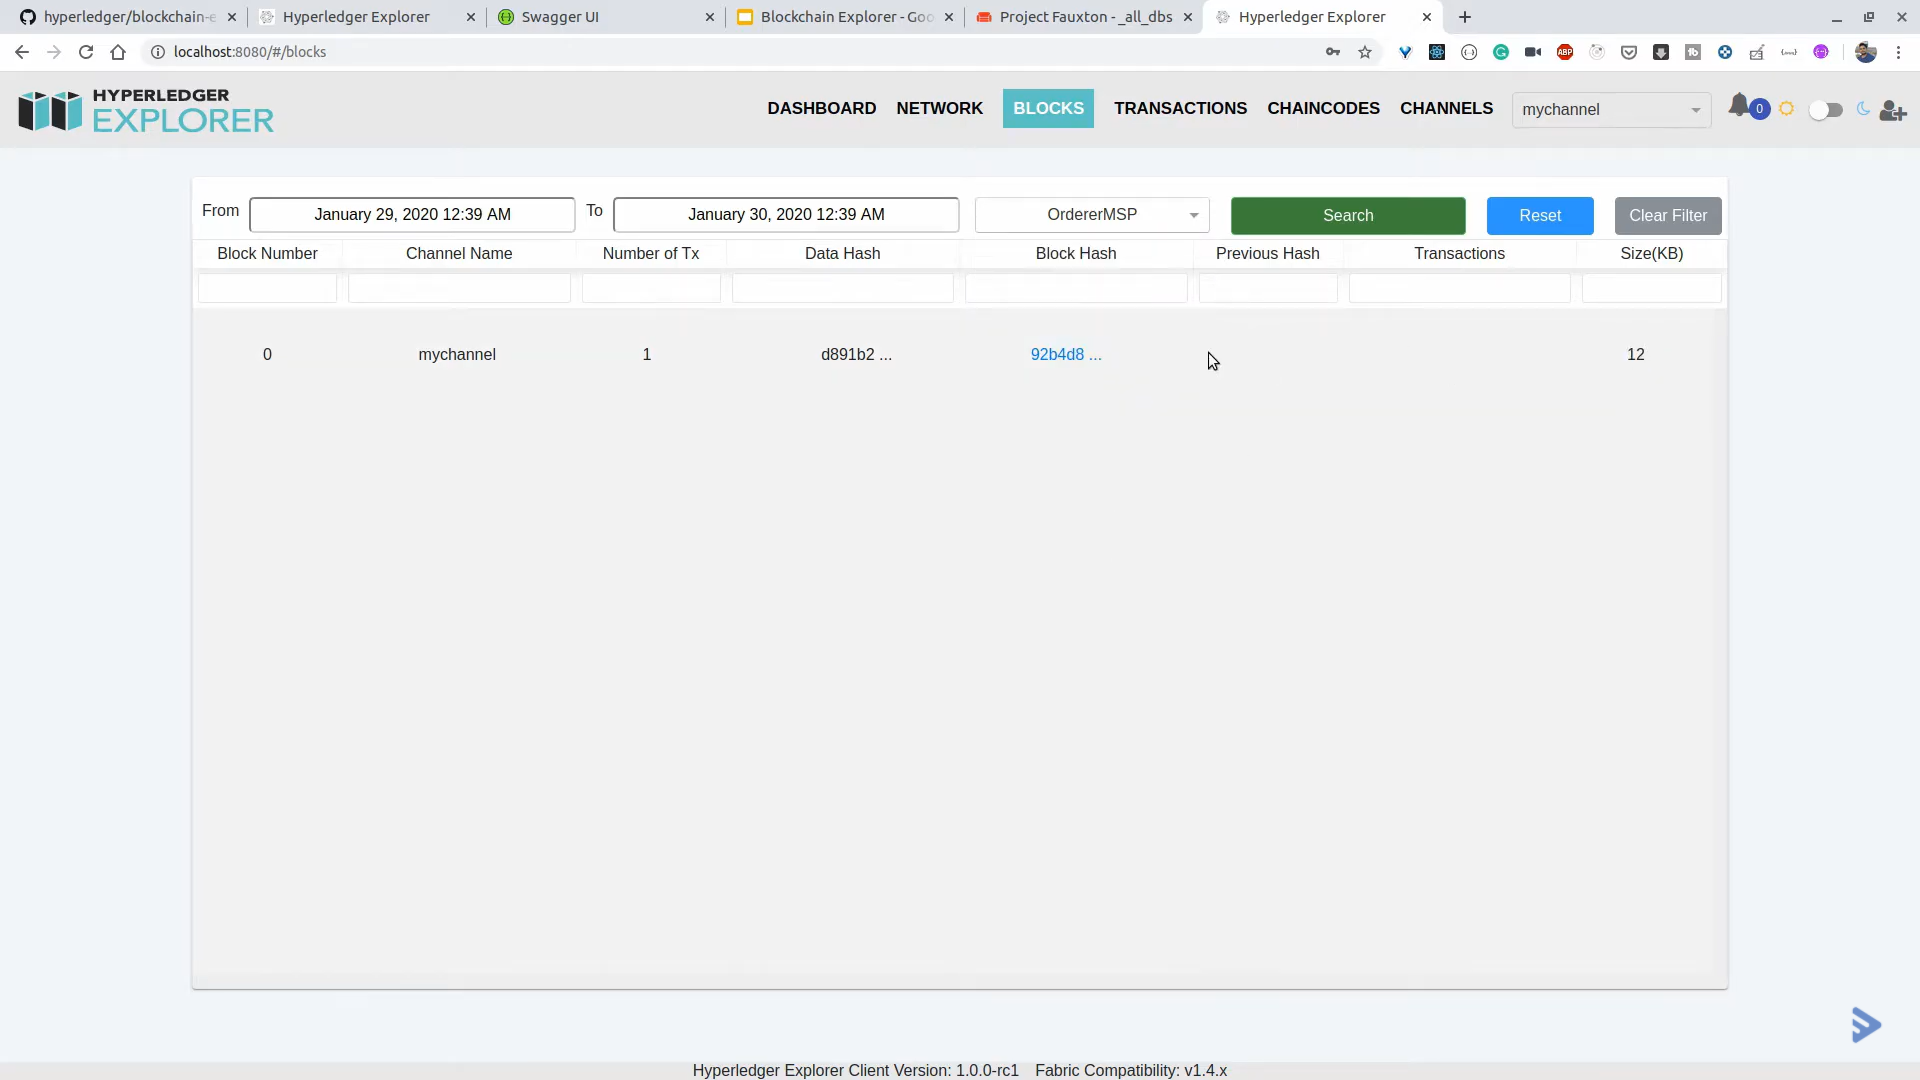 hyperledger/blockchain-e
Hyperledger Explorer
Swagger UI
Blockchain Explorer - Goo
Project Fauxton - _all_dbs
Hyperledger Explorer
localhost:8080/#/blocks
ABP
HYPERLEDGER
EXPLORER
DASHBOARD
NETWORK
BLOCKS
TRANSACTIONS
CHAINCODES
CHANNELS
mychannel
0
From
January 29, 2020 12:39 AM
To
January 30, 2020 12:39 AM
OrdererMSP
Search
Reset
Clear Filter
Block Number
Channel Name
Number of Tx
Data Hash
Block Hash
Previous Hash
Transactions
Size(KB)
0
mychannel
1
d891b2 ...
92b4d8 ...
12
Hyperledger Explorer Client Version: 1.0.0-rc1 Fabric Compatibility: v1.4.x